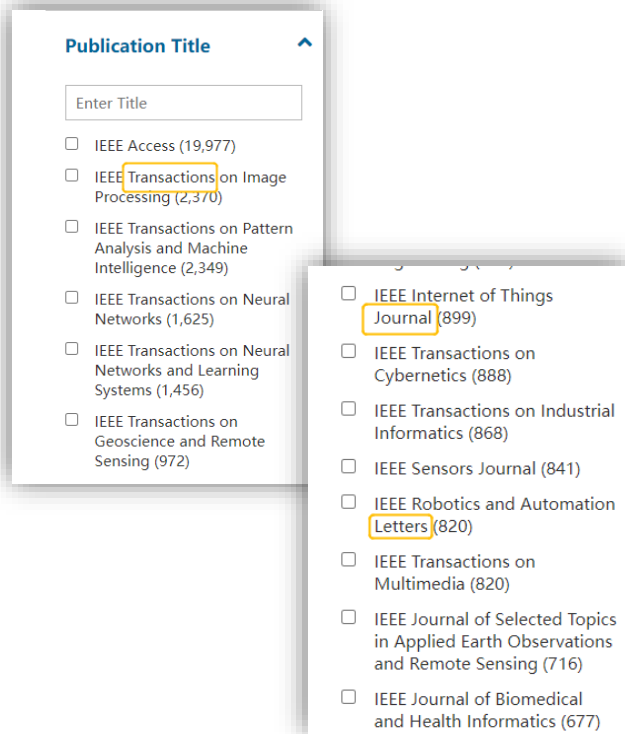 Publication Title
Enter Title
IEEE Access (19,977)
IEEE Transactions on Image
Processing (2,370)
IEEE Transactions on Pattern
Analysis and Machine
Intelligence (2,349)
IEEE Transactions on Neural
Networks (1,625)
IEEE Transactions on Neural
Networks and Learning
Systems (1,456)
IEEE Transactions on
Geoscience and Remote
Sensing (972)
IEEE Internet of Things
Journal (899)
IEEE Transactions on
Cybernetics (888)
IEEE Transactions on Industrial
Informatics (868)
IEEE Sensors Journal (841)
IEEE Robotics and Automation
Letters (820)
IEEE Transactions on
Multimedia (820)
IEEE Journal of Selected Topics
in Applied Earth Observations
and Remote Sensing (716)
IEEE Journal of Biomedical
and Health Informatics (677)